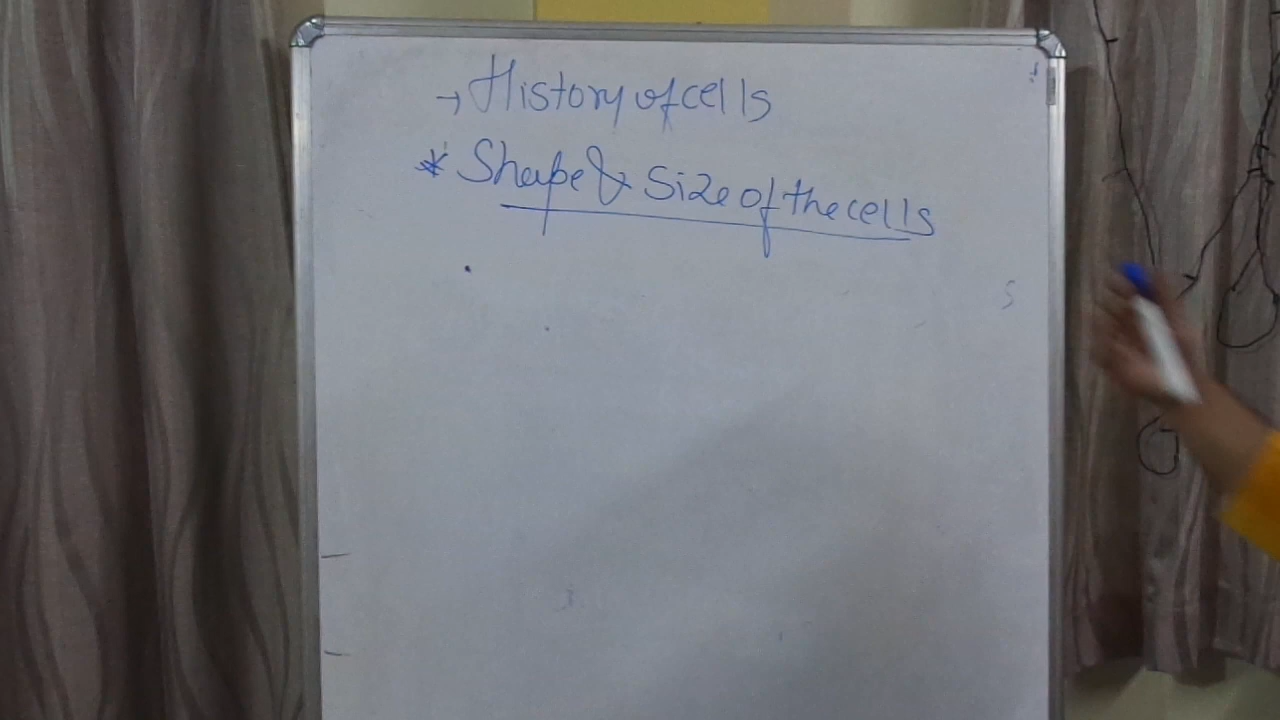 → History of cells
* Shape & Size of the cells